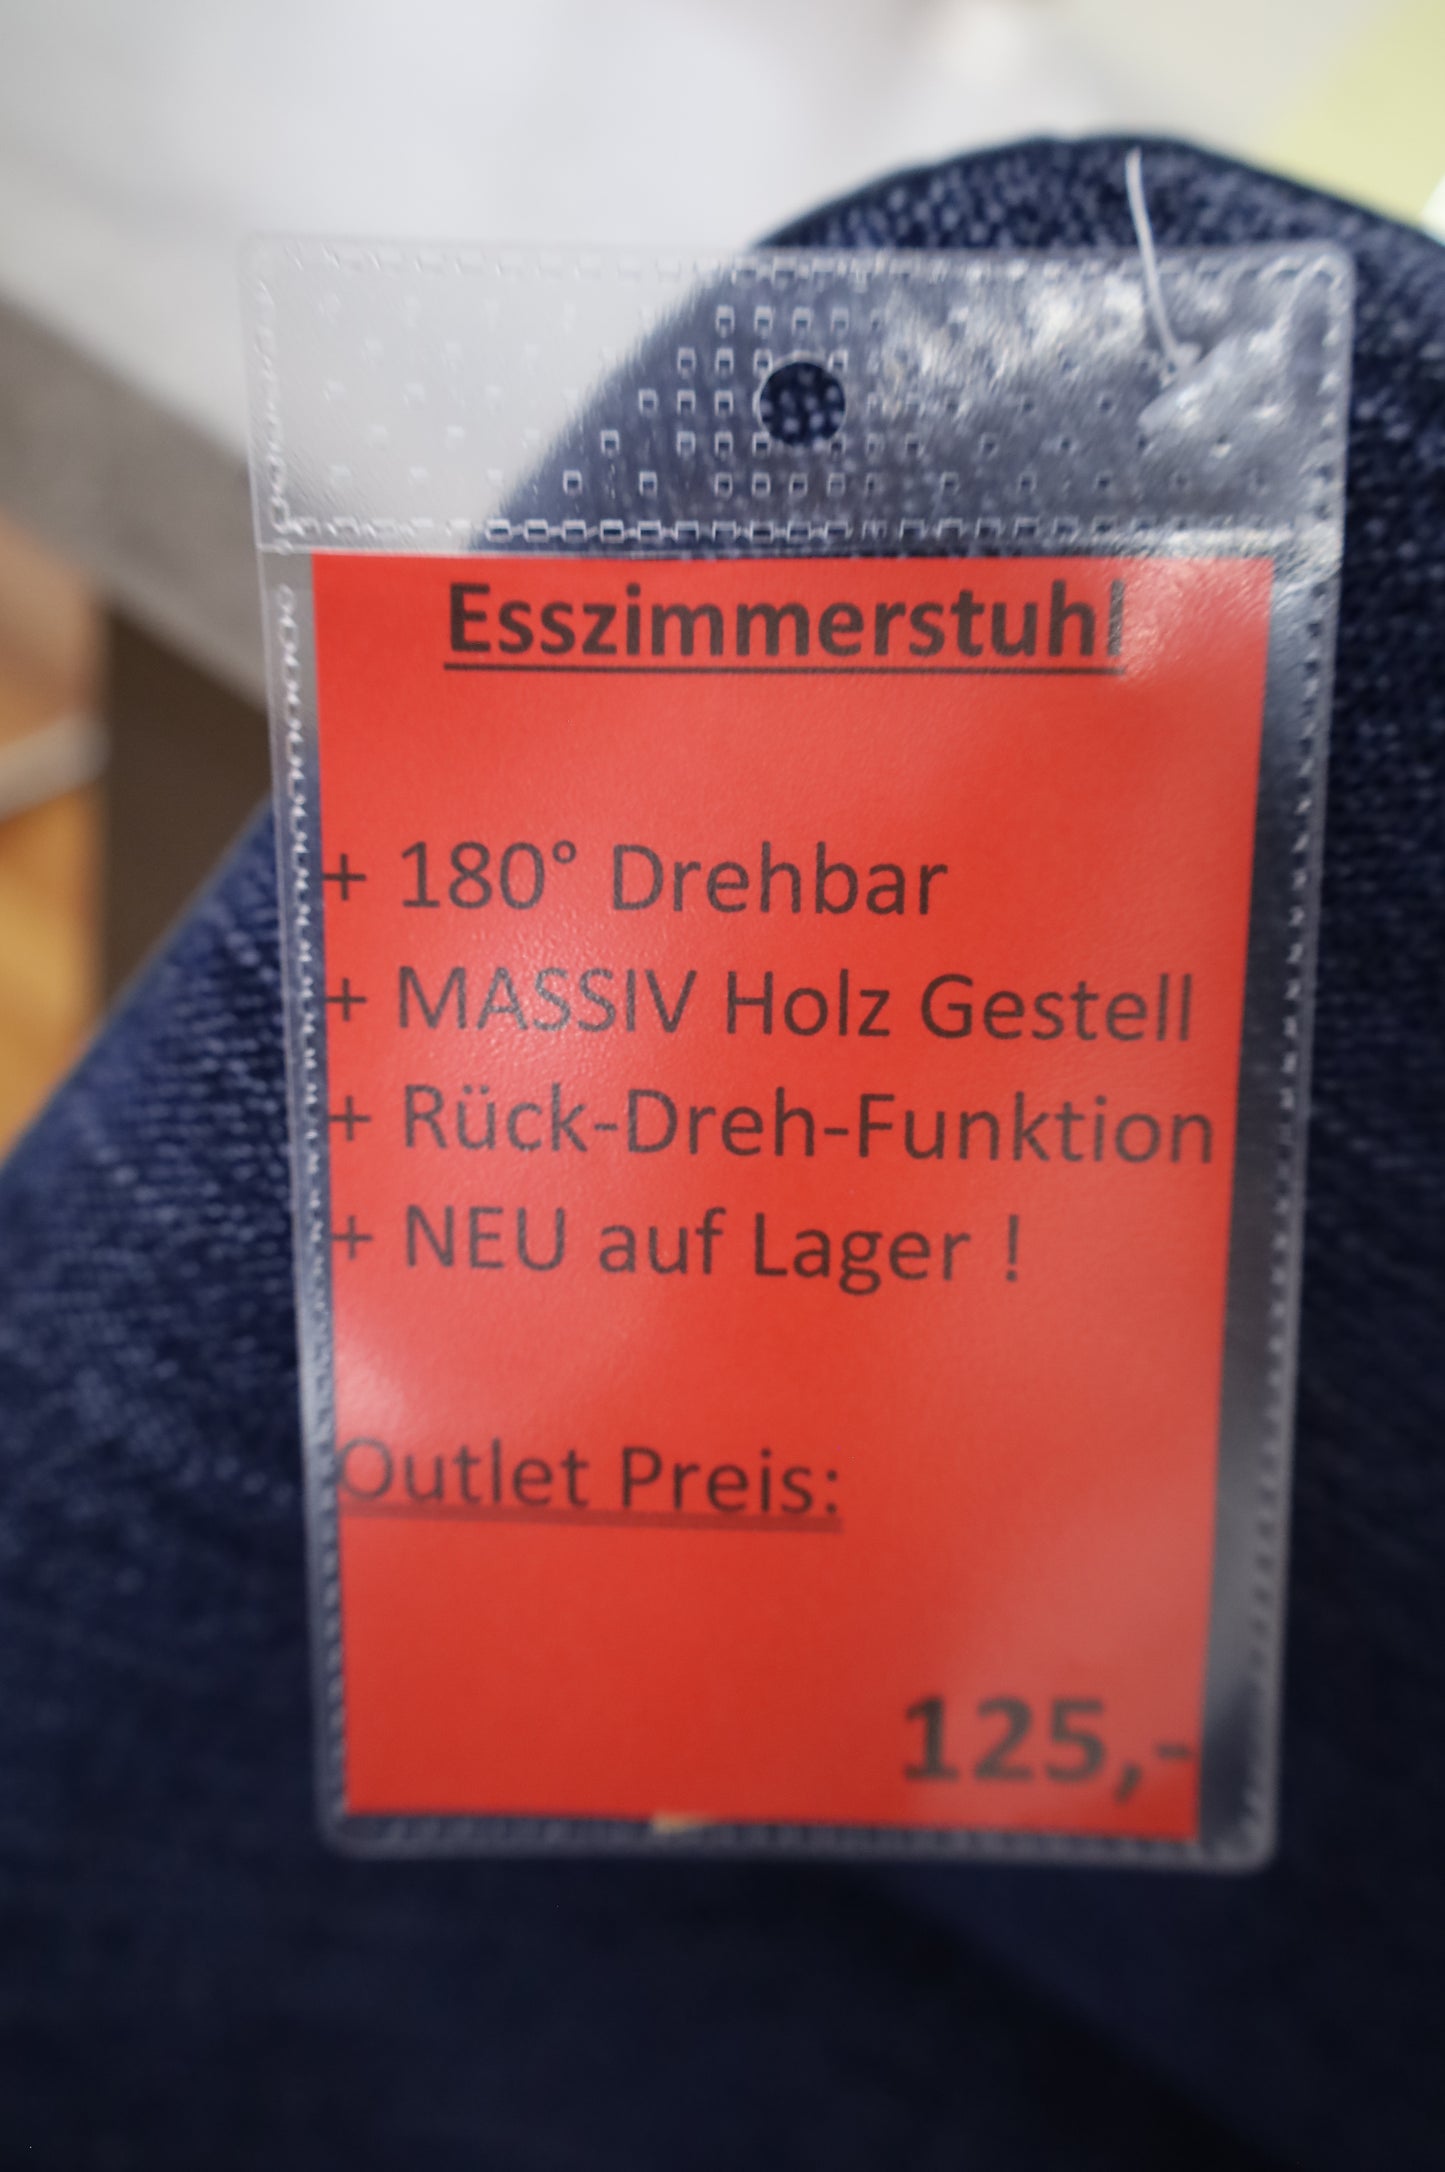 Esszimmerstuhl
+ 180° Drehbar
+ MASSIV Holz Gestell
+ Rück-Dreh-Funktion
+ NEU auf Lager !
Outlet Preis:
125,-